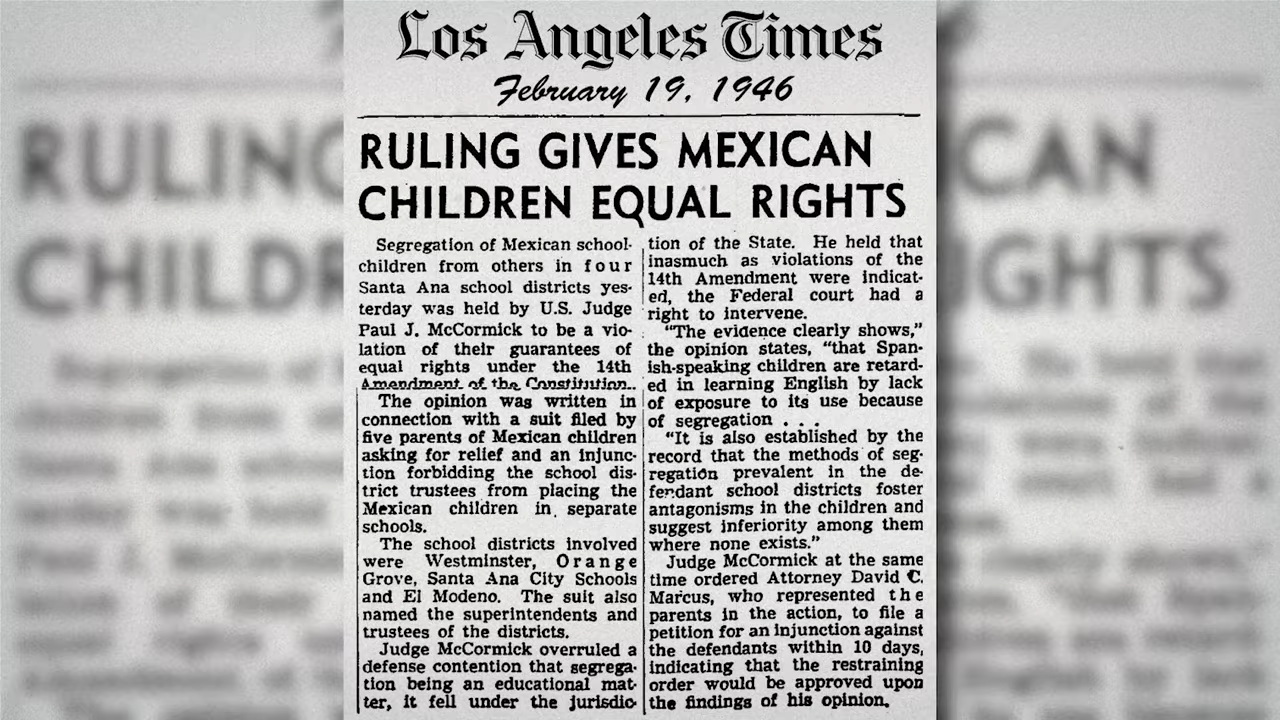 Los Angeles Times
February 19, 1946
RULING GIVES MEXICAN
CHILDREN EQUAL RIGHTS
Segregation of Mexican school-
children from others in four
Santa Ana school districts yes-
terday was held by U.S. Judge
Paul J. McCormick to be a vio-
lation of their guarantees of
equal rights under the 14th
Amendment of the Constitution.
The opinion was written in
connection with a suit filed by
five parents of Mexican children
asking for relief and an injunc-
tion forbidding the school dis-
trict trustees from placing the
Mexican children in separate
schools.
The school districts involved
were Westminster, Orange
Grove, Santa Ana City Schools
and El Modeno. The suit also
named the superintendents and
trustees of the districts.
Judge McCormick overruled a
defense contention that segrega-
tion being an educational mat-
ter, it fell under the jurisdic-
tion of the State. He held that
inasmuch as violations of the
14th Amendment were indicat-
ed, the Federal court had a
right to intervene.
"The evidence clearly shows,"
the opinion states, "that Span-
ish-speaking children are retard-
ed in learning English by lack
of exposure to its use because
of segregation . . .
"It is also established by the
record that the methods of seg-
regation prevalent in the de-
fendant school districts foster
antagonisms in the children and
suggest inferiority among them
where none exists."
Judge McCormick at the same
time ordered Attorney David C.
Marcus, who represented the
parents in the action, to file a
petition for an injunction against
the defendants within 10 days,
indicating that the restraining
order would be approved upon
the findings of his opinion.